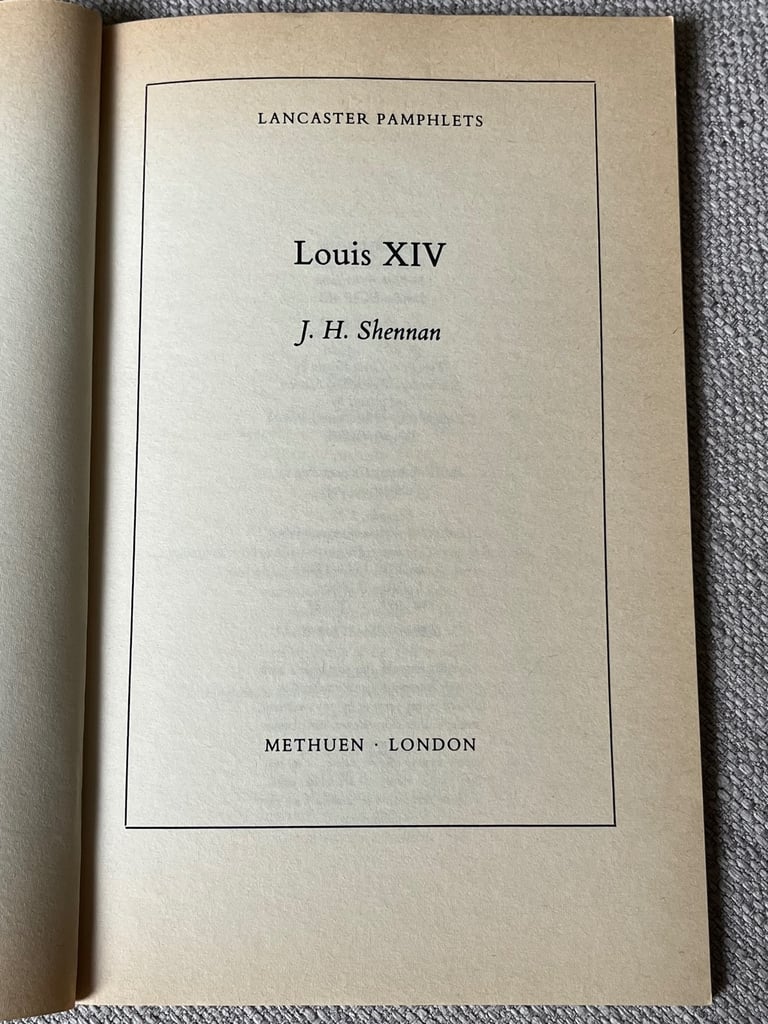 LANCASTER PAMPHLETS
Louis XIV
J. H. Shennan
METHUEN · LONDON